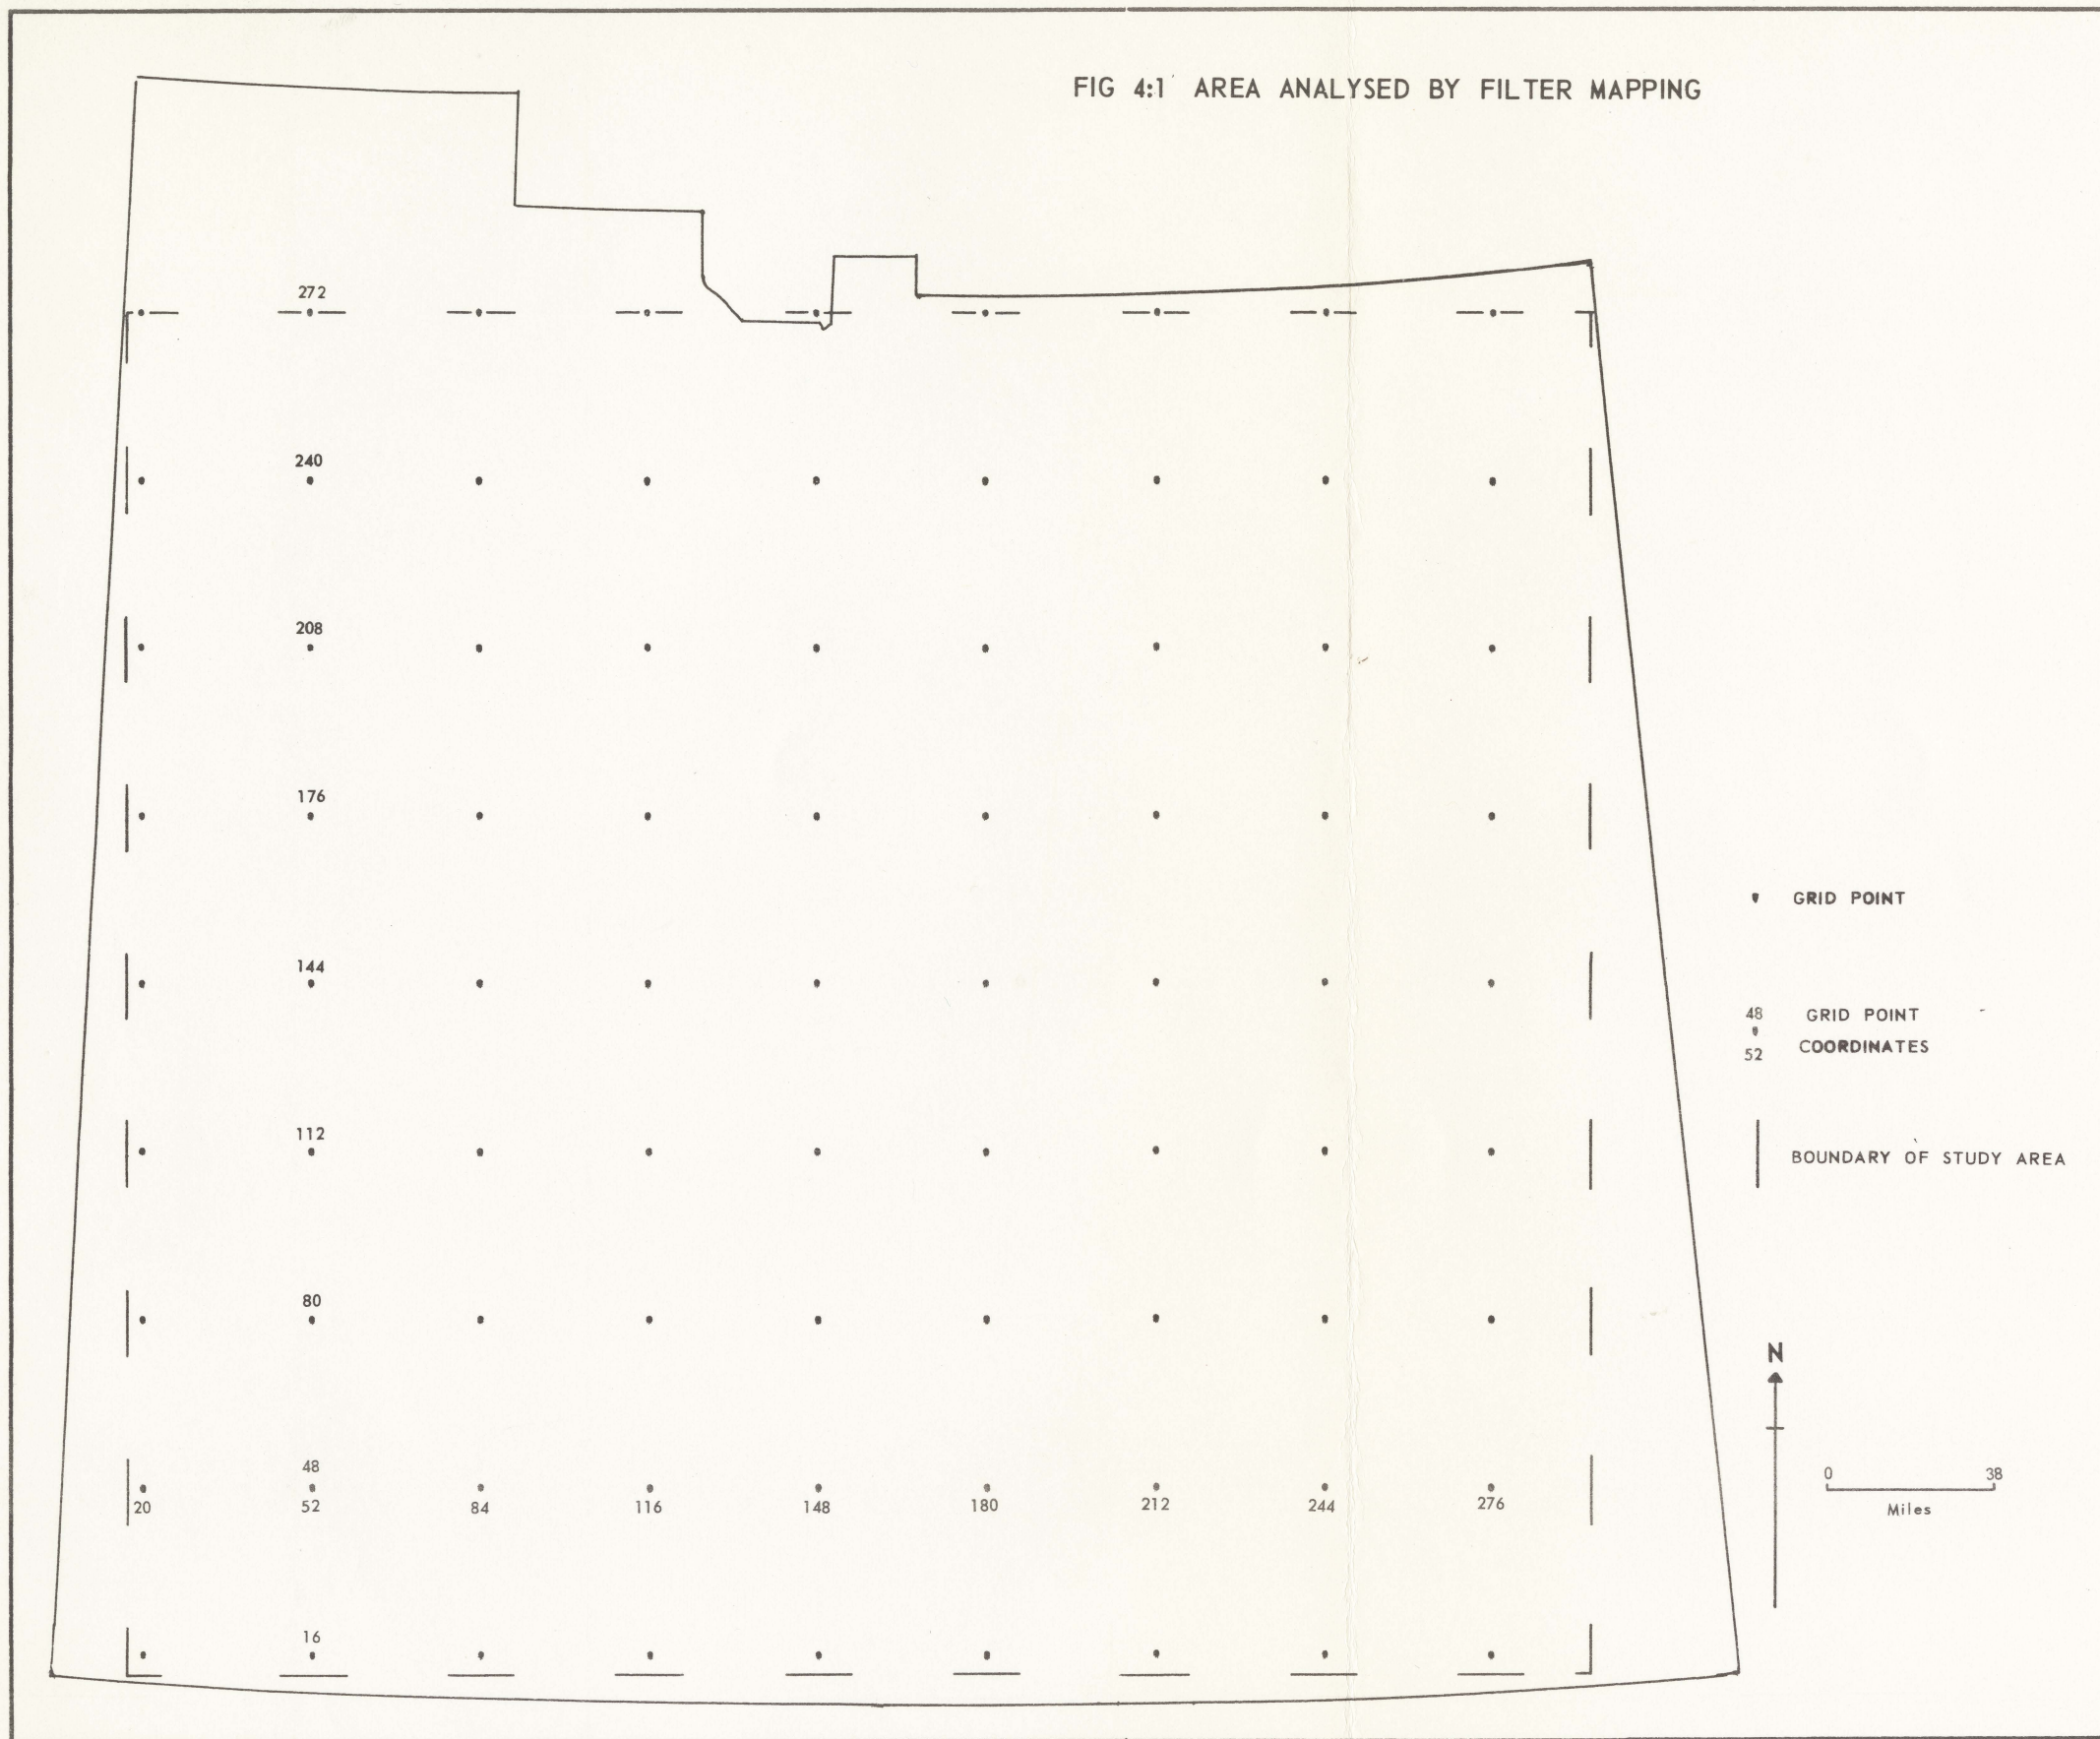 FIG 4:1 AREA ANALYSED BY FILTER MAPPING
272
240
208
176
144
112
80
48
20 52 84 116 148 180 212 244 276
16
GRID POINT
48 GRID POINT
52 COORDINATES
BOUNDARY OF STUDY AREA
N
0 38
Miles